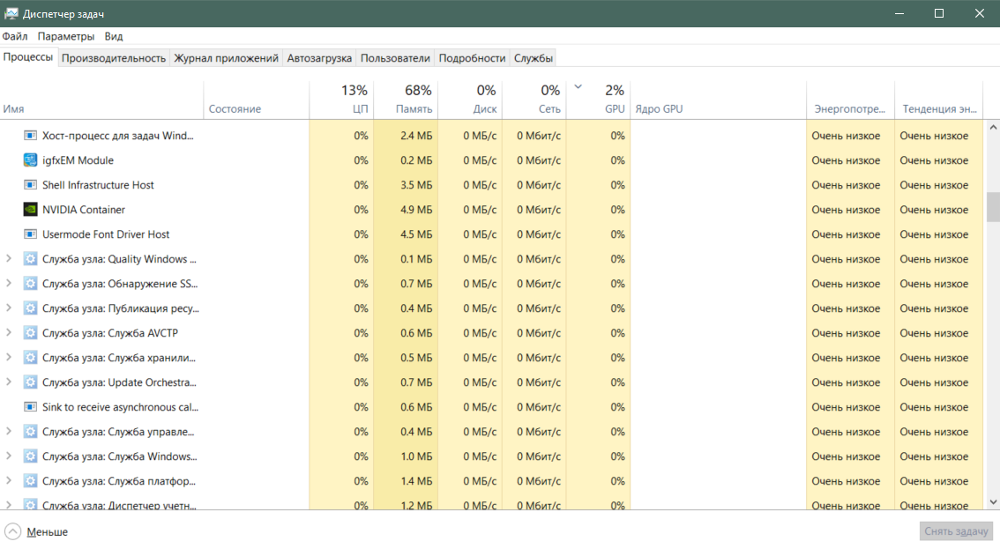 Диспетчер задач
Файл Параметры Вид
Процессы Производительность Журнал приложений Автозагрузка Пользователи Подробности Службы
13% 68% 0% 0% 2%
Имя Состояние ЦП Память Диск Сеть GPU Ядро GPU Энергопотре... Тенденция эн...
Хост-процесс для задач Wind... 0% 2.4 МБ 0 МБ/с 0 Мбит/с 0% Очень низкое Очень низкое
igfxEM Module 0% 0.2 МБ 0 МБ/с 0 Мбит/с 0% Очень низкое Очень низкое
Shell Infrastructure Host 0% 3.5 МБ 0 МБ/с 0 Мбит/с 0% Очень низкое Очень низкое
NVIDIA Container 0% 4.9 МБ 0 МБ/с 0 Мбит/с 0% Очень низкое Очень низкое
Usermode Font Driver Host 0% 4.5 МБ 0 МБ/с 0 Мбит/с 0% Очень низкое Очень низкое
Служба узла: Quality Windows ... 0% 0.1 МБ 0 МБ/с 0 Мбит/с 0% Очень низкое Очень низкое
Служба узла: Обнаружение SS... 0% 0.7 МБ 0 МБ/с 0 Мбит/с 0% Очень низкое Очень низкое
Служба узла: Публикация ресу... 0% 0.4 МБ 0 МБ/с 0 Мбит/с 0% Очень низкое Очень низкое
Служба узла: Служба AVCTP 0% 0.6 МБ 0 МБ/с 0 Мбит/с 0% Очень низкое Очень низкое
Служба узла: Служба хранили... 0% 0.5 МБ 0 МБ/с 0 Мбит/с 0% Очень низкое Очень низкое
Служба узла: Update Orchestra... 0% 0.7 МБ 0 МБ/с 0 Мбит/с 0% Очень низкое Очень низкое
Sink to receive asynchronous cal... 0% 0.6 МБ 0 МБ/с 0 Мбит/с 0% Очень низкое Очень низкое
Служба узла: Служба управле... 0% 0.4 МБ 0 МБ/с 0 Мбит/с 0% Очень низкое Очень низкое
Служба узла: Служба Windows... 0% 1.0 МБ 0 МБ/с 0 Мбит/с 0% Очень низкое Очень низкое
Служба узла: Служба платфор... 0% 1.4 МБ 0 МБ/с 0 Мбит/с 0% Очень низкое Очень низкое
Служба узла: Диспетчер учетн... 0% 1.2 МБ 0 МБ/с 0 Мбит/с 0% Очень низкое Очень низкое
Меньше Снять задачу